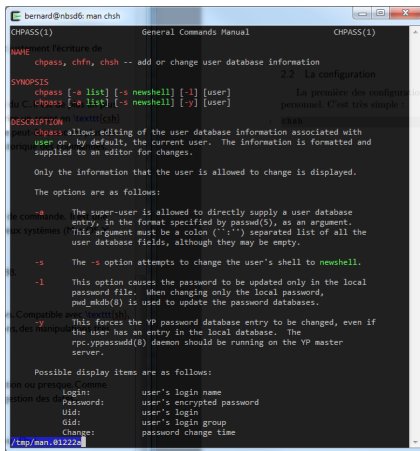 bernard@nbsd6: man chsh
CHPASS(1) General Commands Manual CHPASS(1)
NAME
chpass, chfn, chsh -- add or change user database information
SYNOPSIS
chpass [-a list] [-s newshell] [-l] [user]
chpass [-a list] [-s newshell] [-y] [user]
DESCRIPTION
chpass allows editing of the user database information associated with
user or, by default, the current user. The information is formatted and
supplied to an editor for changes.
Only the information that the user is allowed to change is displayed.
The options are as follows:
-a The super-user is allowed to directly supply a user database
entry, in the format specified by passwd(5), as an argument.
This argument must be a colon (``:'') separated list of all the
user database fields, although they may be empty.
-s The -s option attempts to change the user's shell to newshell.
-l This option causes the password to be updated only in the local
password file. When changing only the local password,
pwd_mkdb(8) is used to update the password databases.
-y This forces the YP password database entry to be changed, even if
the user has an entry in the local database. The
rpc.yppasswdd(8) daemon should be running on the YP master
server.
Possible display items are as follows:
Login: user's login name
Password: user's encrypted password
Uid: user's login
Gid: user's login group
Change: password change time
/tmp/man.01222a
2.2 La configuration
La première des configuration
personnel. C'est très simple :
chsh